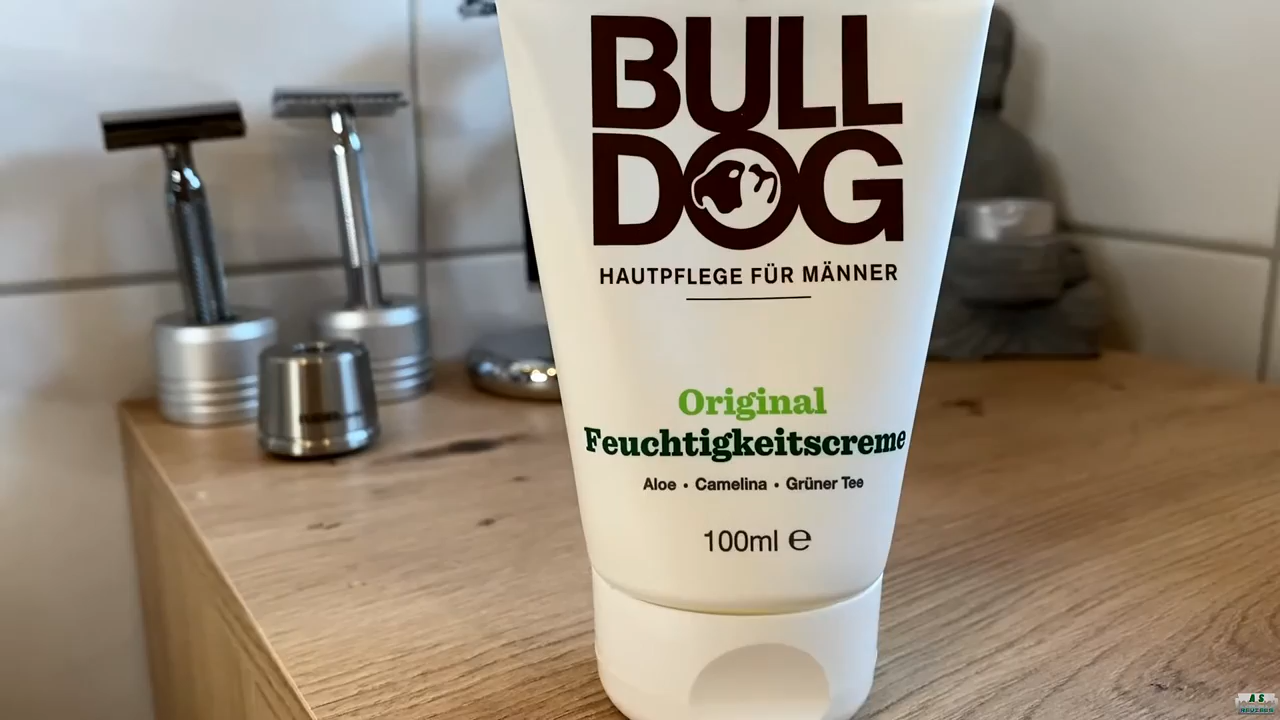 BULL
DOG
HAUTPFLEGE FÜR MÄNNER
Original
Feuchtigkeitscreme
Aloe • Camelina • Grüner Tee
100ml ℮
A S